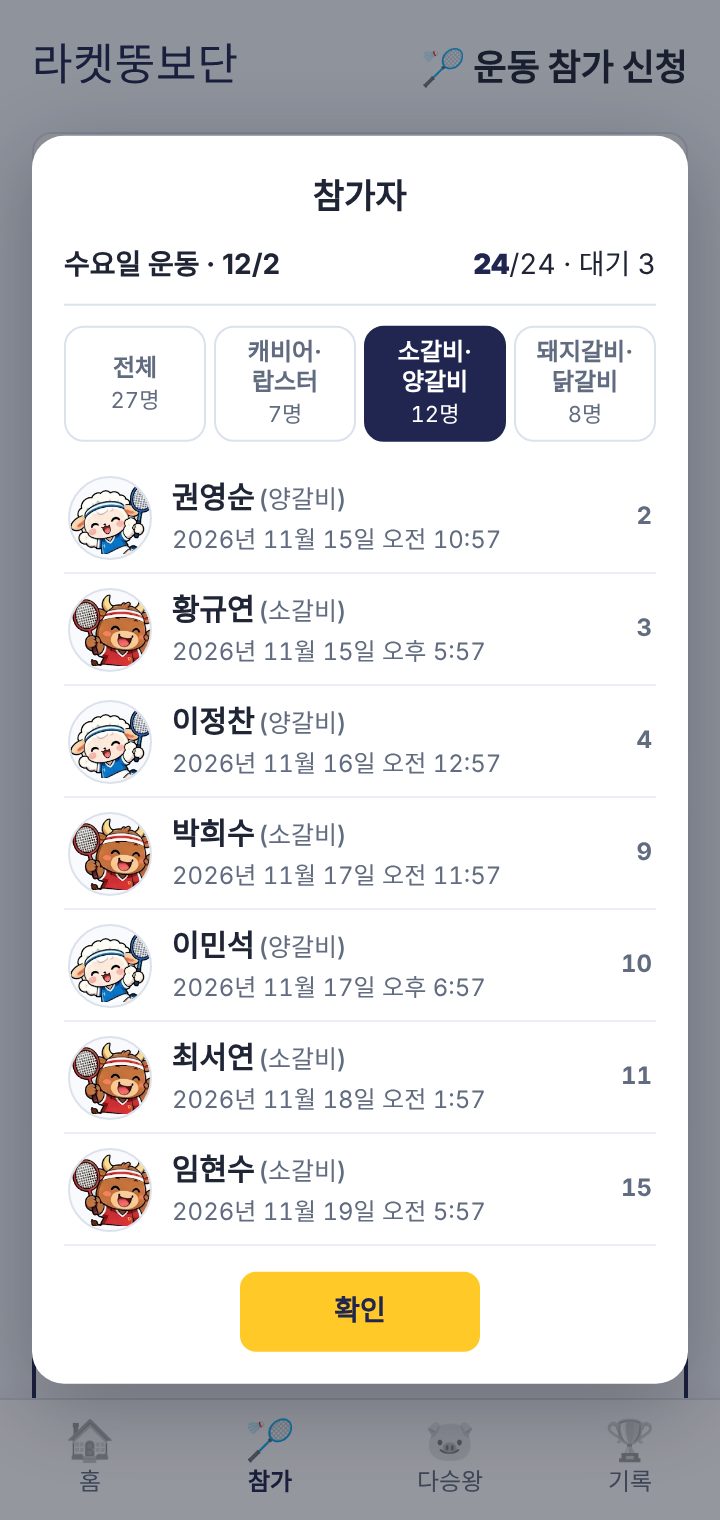 라켓뚱보단
🏸 운동 참가 신청
참가자
수요일 운동 · 12/2
24/24 · 대기 3
전체
27명
캐비어·
랍스터
7명
소갈비·
양갈비
12명
돼지갈비·
닭갈비
8명
권영순 (양갈비)
2026년 11월 15일 오전 10:57
2
황규연 (소갈비)
2026년 11월 15일 오후 5:57
3
이정찬 (양갈비)
2026년 11월 16일 오전 12:57
4
박희수 (소갈비)
2026년 11월 17일 오전 11:57
9
이민석 (양갈비)
2026년 11월 17일 오후 6:57
10
최서연 (소갈비)
2026년 11월 18일 오전 1:57
11
임현수 (소갈비)
2026년 11월 19일 오전 5:57
15
확인
홈
참가
다승왕
기록